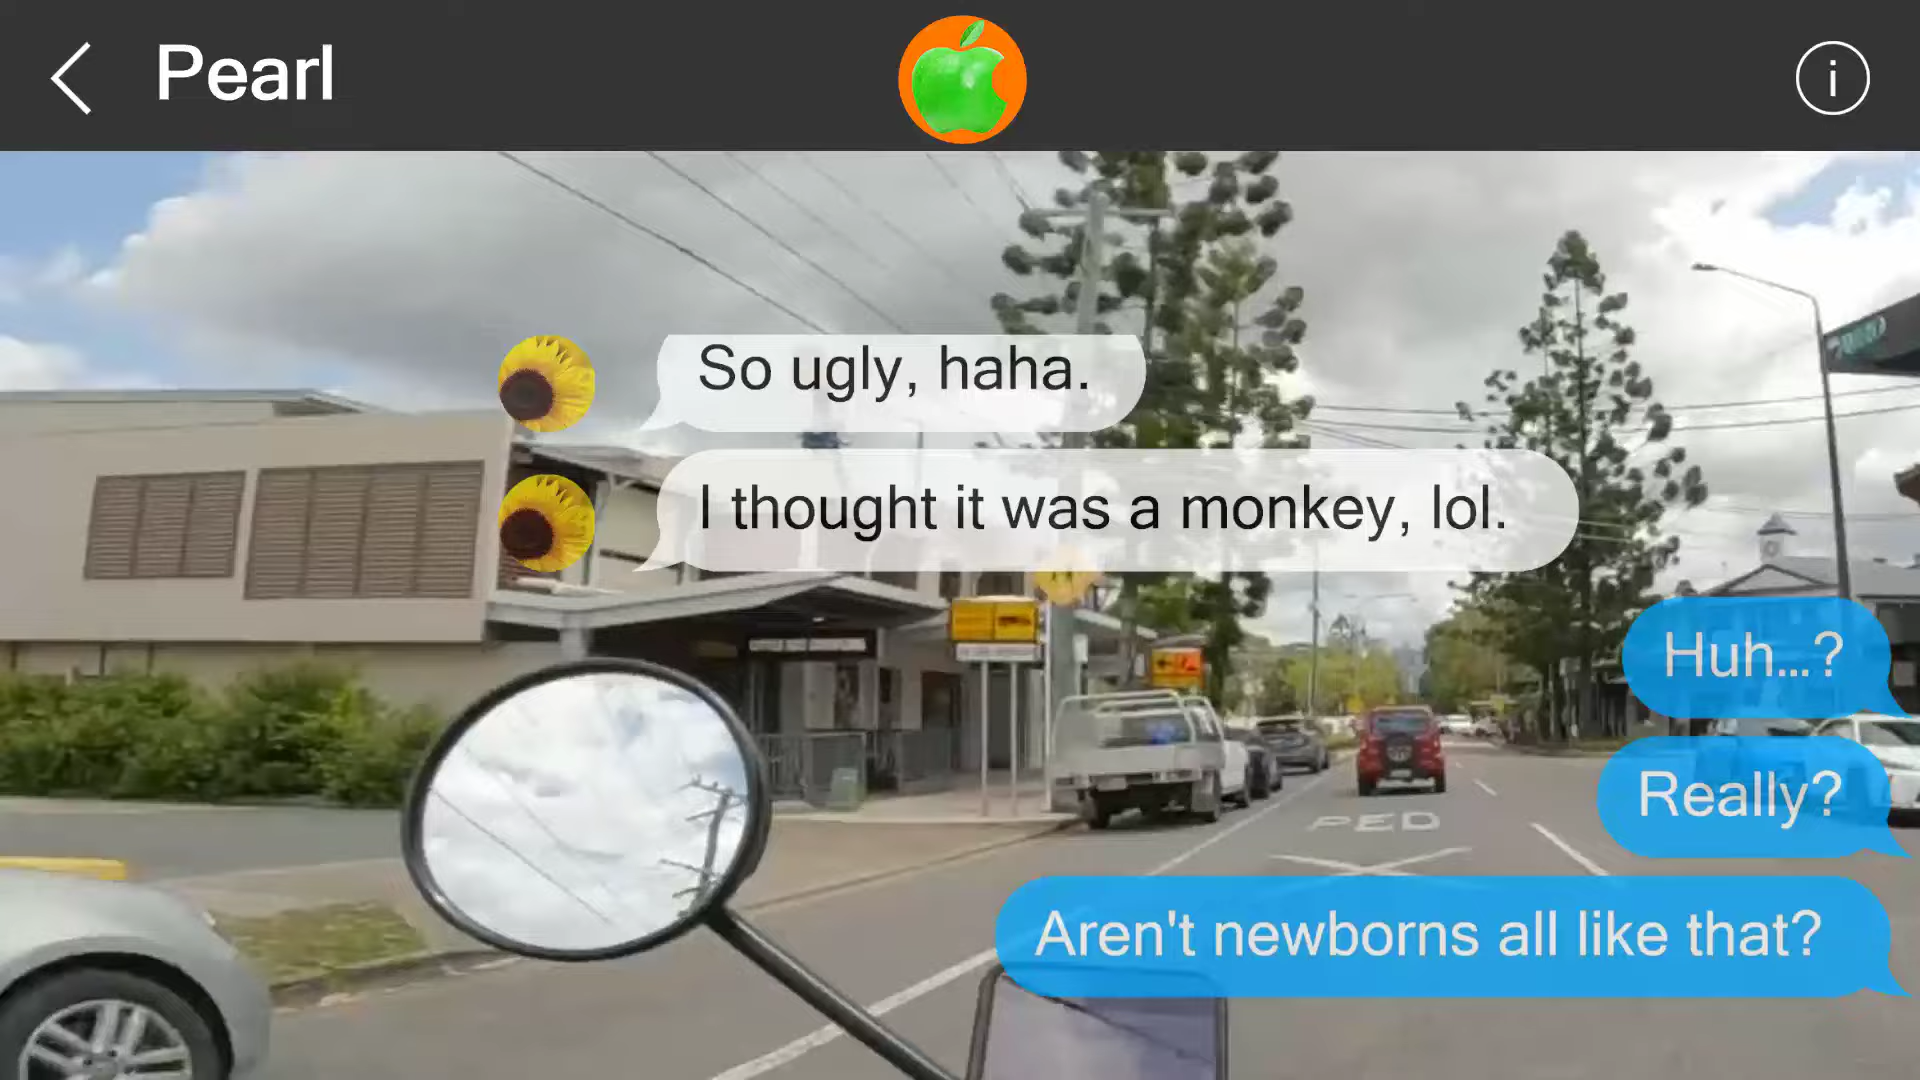 Pearl
i
So ugly, haha.
I thought it was a monkey, lol.
Huh...?
Really?
Aren't newborns all like that?
PED